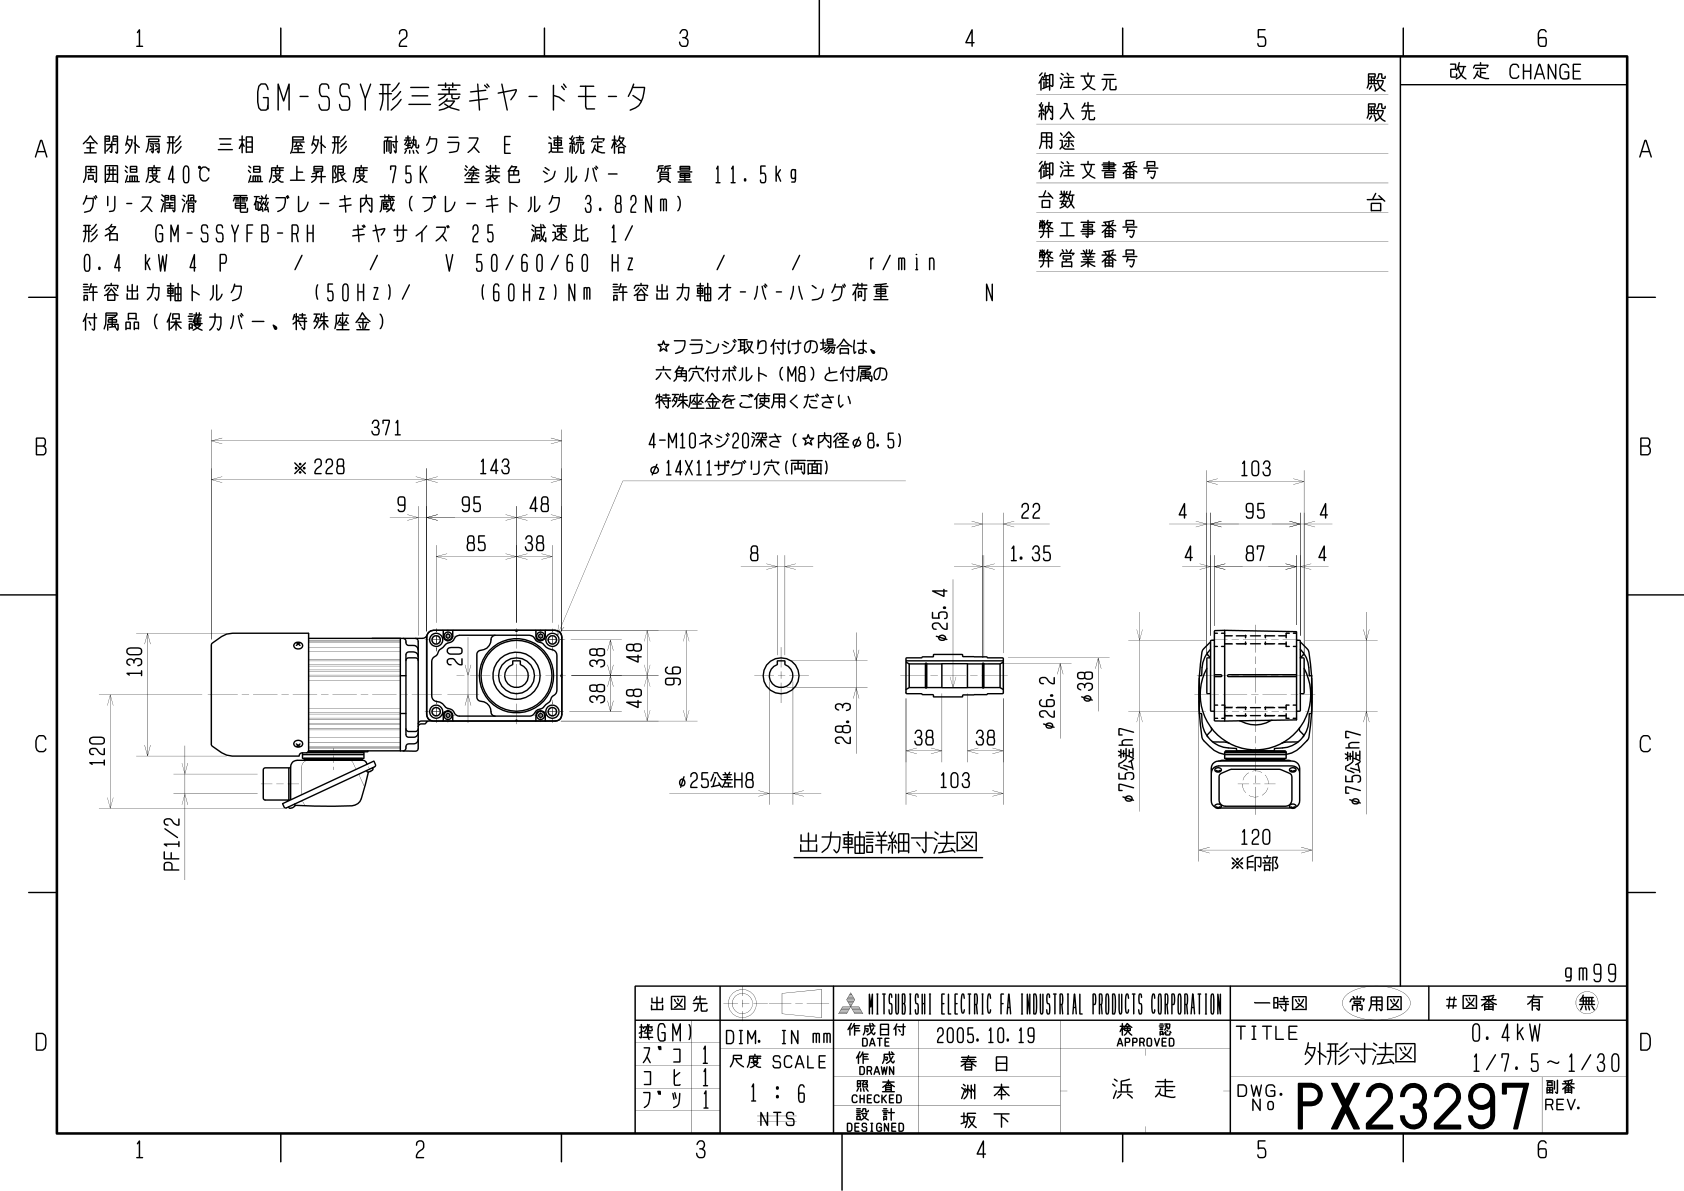 1 2 3 4 5 6
改定 CHANGE
GM-SSY形三菱ギヤ-ドモ-タ
全閉外扇形 三相 屋外形 耐熱クラス E 連続定格
周囲温度40℃ 温度上昇限度 75K 塗装色 シルバ- 質量 11.5kg
グリ-ス潤滑 電磁ブレ-キ内蔵(ブレ-キトルク 3.82Nm)
形名 GM-SSYFB-RH ギヤサイズ 25 減速比 1/
0.4 kW 4 P / / V 50/60/60 Hz / / r/min
許容出力軸トルク (50Hz)/ (60Hz)Nm 許容出力軸オ-バ-ハング荷重 N
付属品(保護カバー、特殊座金)
御注文元 殿
納入先 殿
用途
御注文書番号
台数 台
弊工事番号
弊営業番号
A A
B B
C C
D D
☆フランジ取り付けの場合は、
六角穴付ボルト(M8)と付属の
特殊座金をご使用ください
4-M10ネジ20深さ(☆内径φ8.5)
φ14X11ザグリ穴(両面)
371
※228 143
9 95 48
85 38
130
120
PF1/2
20
38 38
48 48
96
8
28.3
φ25公差H8
22
1.35
φ25.4
φ26.2
φ38
38 38
103
出力軸詳細寸法図
103
4 95 4
4 87 4
φ75公差h7
φ75公差h7
120
※印部
gm99
出図先
MITSUBISHI ELECTRIC FA INDUSTRIAL PRODUCTS CORPORATION
一時図 常用図 #図番 有 無
GM)
スﾞコ 1
コ ヒ 1
フﾞツ 1
DIM. IN mm
尺度 SCALE
1 : 6
NTS
作成日付
DATE
2005.10.19
作 成
DRAWN
春 日
照 査
CHECKED
洲 本
設 計
DESIGNED
坂 下
検 認
APPROVED
浜 走
TITLE
外形寸法図
0.4kW
1/7.5~1/30
DWG.
No
PX23297
副番
REV.
1 2 3 4 5 6